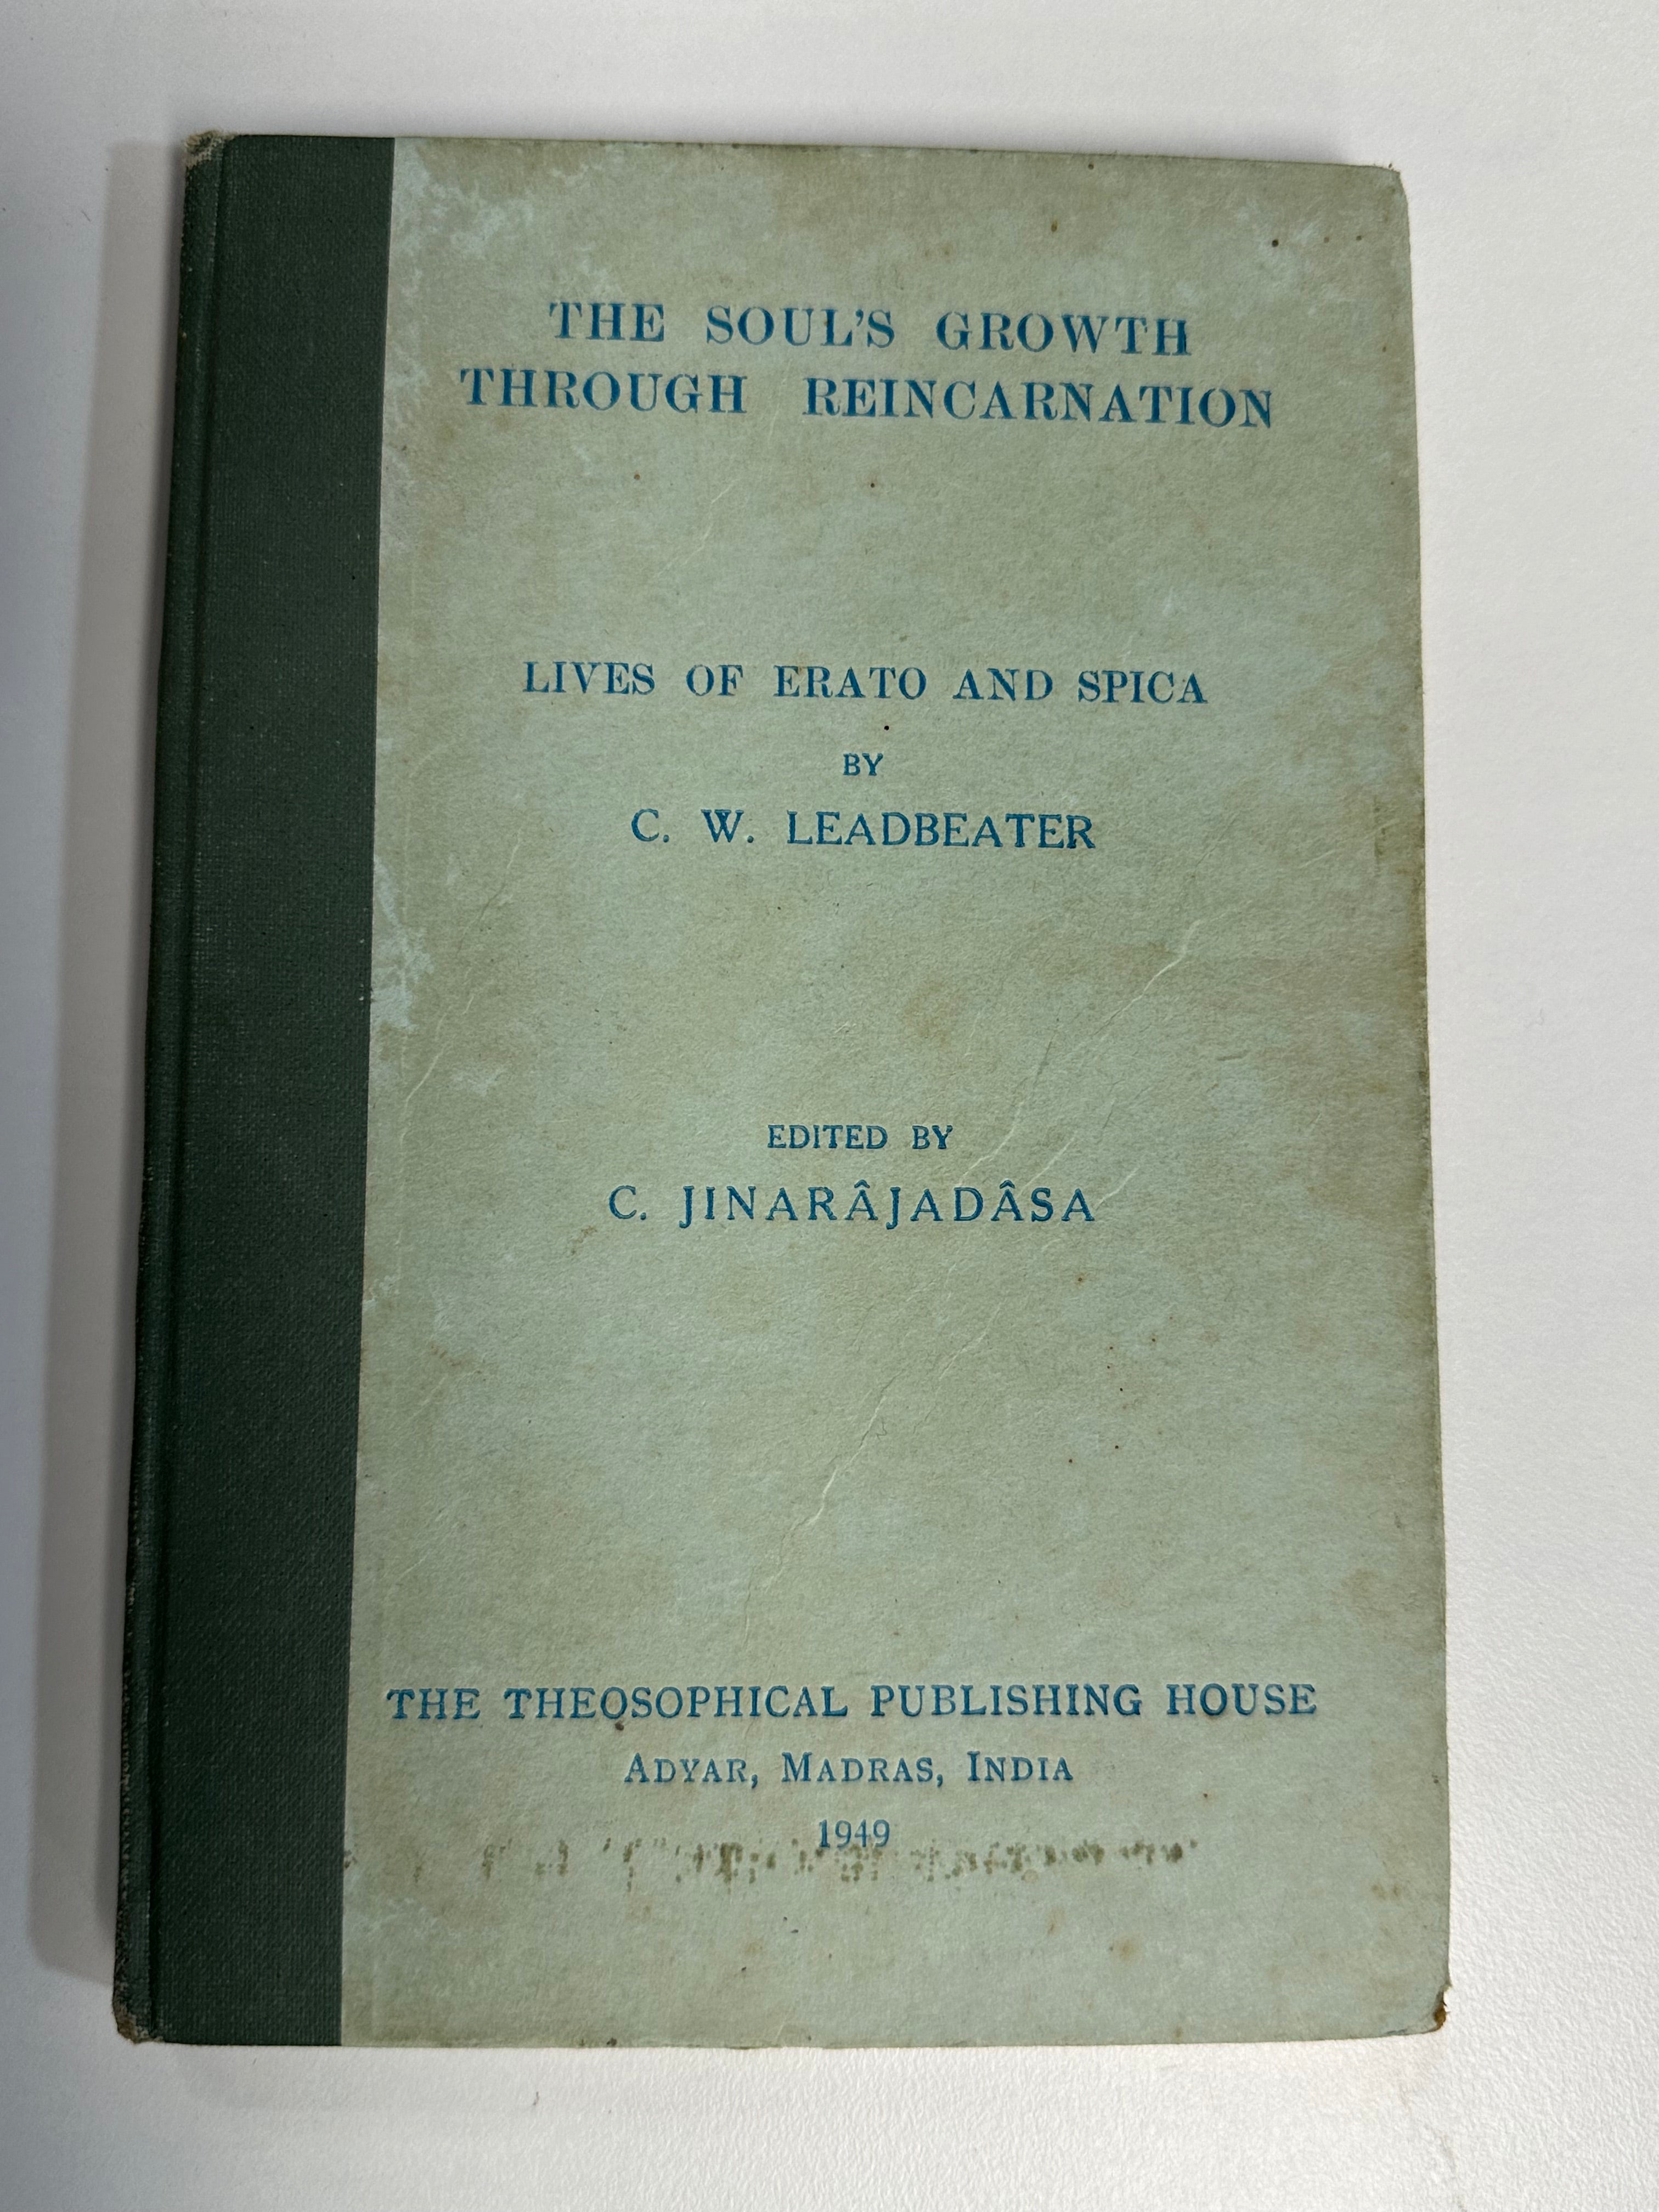 THE SOUL'S GROWTH
THROUGH REINCARNATION
LIVES OF ERATO AND SPICA
BY
C. W. LEADBEATER
EDITED BY
C. JINARÂJADÂSA
THE THEOSOPHICAL PUBLISHING HOUSE
ADYAR, MADRAS, INDIA
1949